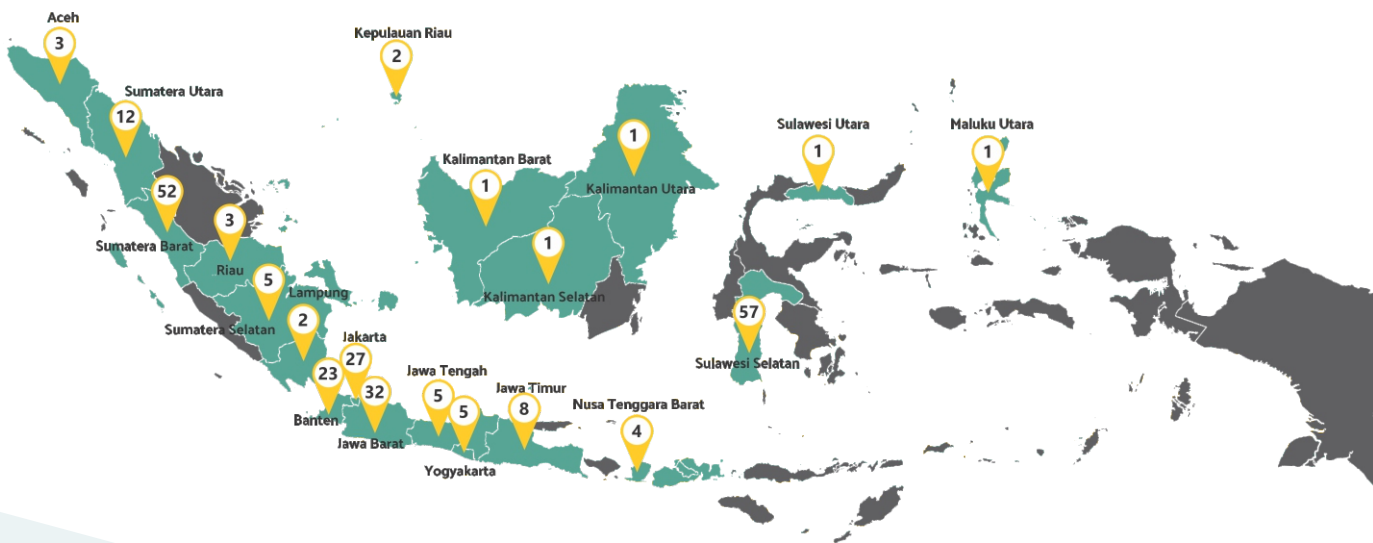 Aceh
3
Kepulauan Riau
2
Sumatera Utara
12
Sulawesi Utara
1
Maluku Utara
1
1
Kalimantan Utara
Kalimantan Barat
1
52
Sumatera Barat
3
Riau
1
Kalimantan Selatan
5
Sumatera Selatan
Lampung
2
57
Sulawesi Selatan
Jakarta
27
23
Banten
32
Jawa Barat
Jawa Tengah
5
5
Yogyakarta
Jawa Timur
8
Nusa Tenggara Barat
4